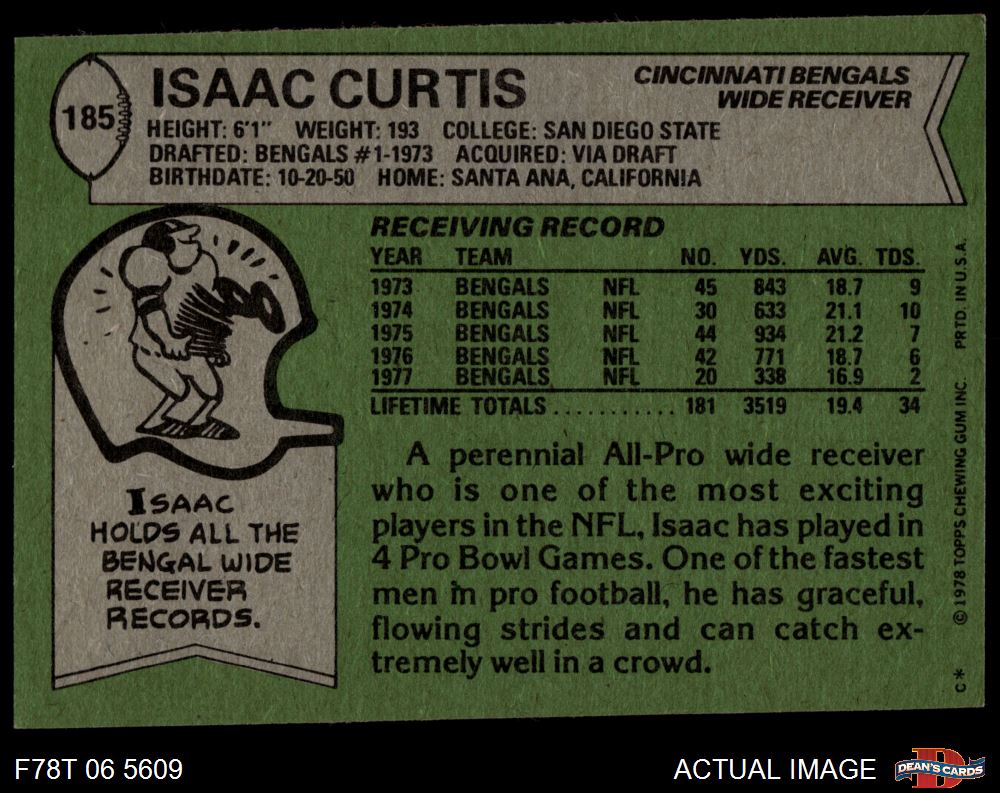 185
ISAAC CURTIS
CINCINNATI BENGALS
WIDE RECEIVER
HEIGHT: 6'1" WEIGHT: 193 COLLEGE: SAN DIEGO STATE
DRAFTED: BENGALS #1-1973 ACQUIRED: VIA DRAFT
BIRTHDATE: 10-20-50 HOME: SANTA ANA, CALIFORNIA
RECEIVING RECORD
YEAR TEAM NO. YDS. AVG. TDS.
1973 BENGALS NFL 45 843 18.7 9
1974 BENGALS NFL 30 633 21.1 10
1975 BENGALS NFL 44 934 21.2 7
1976 BENGALS NFL 42 771 18.7 6
1977 BENGALS NFL 20 338 16.9 2
LIFETIME TOTALS ........... 181 3519 19.4 34
A perennial All-Pro wide receiver
who is one of the most exciting
players in the NFL, Isaac has played in
4 Pro Bowl Games. One of the fastest
men in pro football, he has graceful,
flowing strides and can catch ex-
tremely well in a crowd.
ISAAC
HOLDS ALL THE
BENGAL WIDE
RECEIVER
RECORDS.
C* © 1978 TOPPS CHEWING GUM INC. PRTD. IN U.S.A.
F78T 06 5609
ACTUAL IMAGE
DEAN'S CARDS